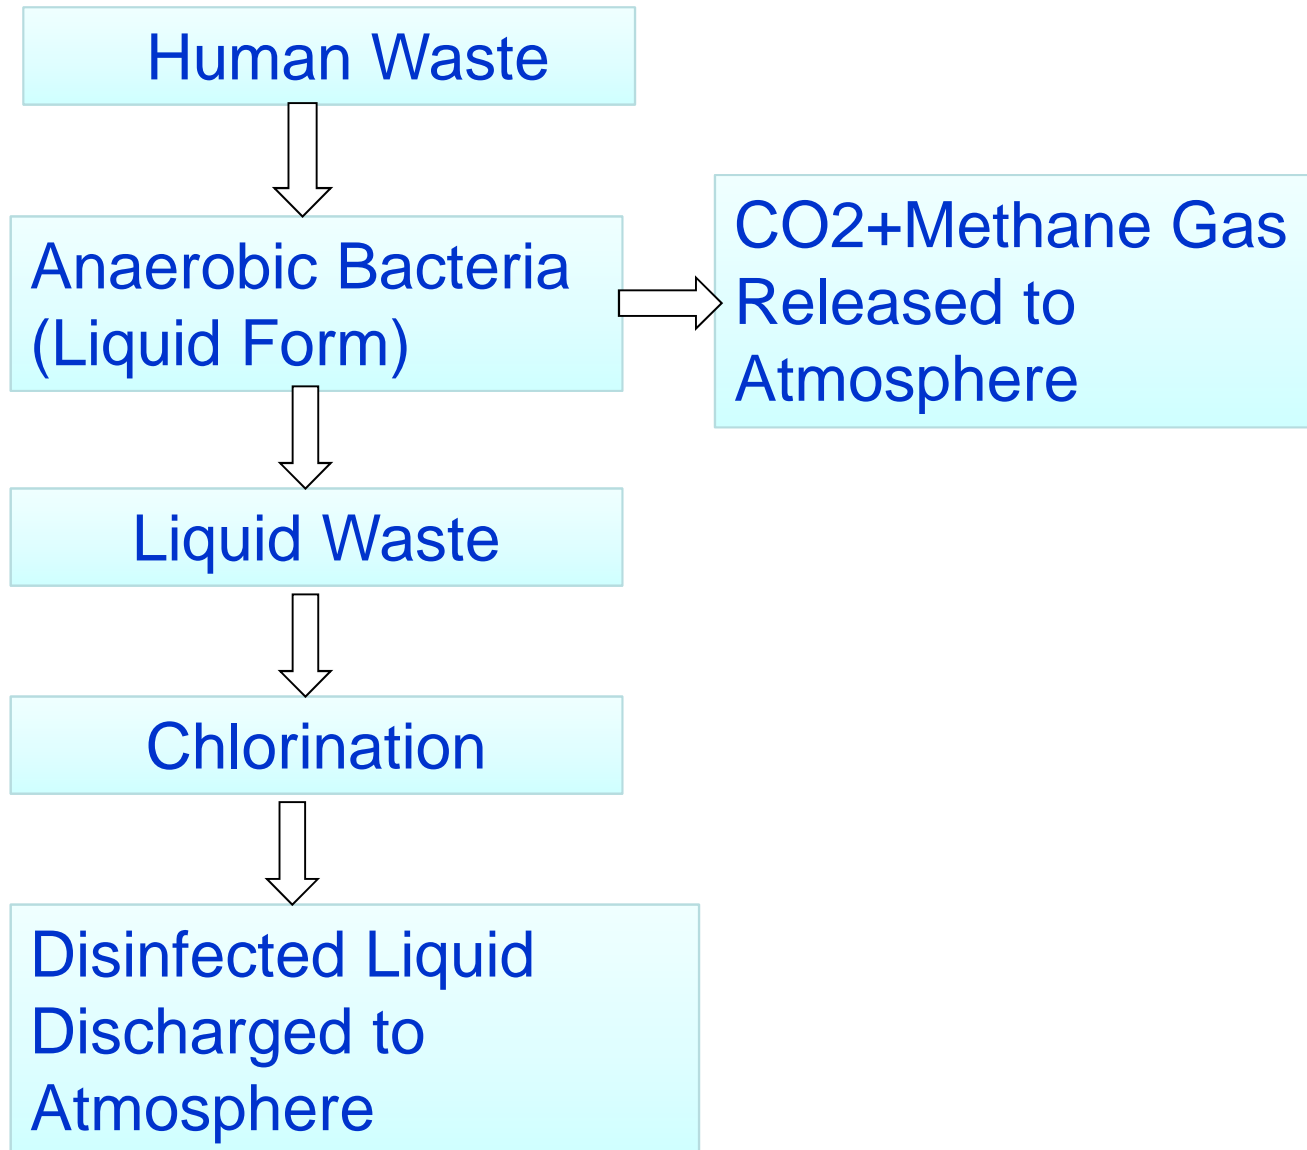 Human Waste
Anaerobic Bacteria
(Liquid Form)
CO2+Methane Gas
Released to
Atmosphere
Liquid Waste
Chlorination
Disinfected Liquid
Discharged to
Atmosphere